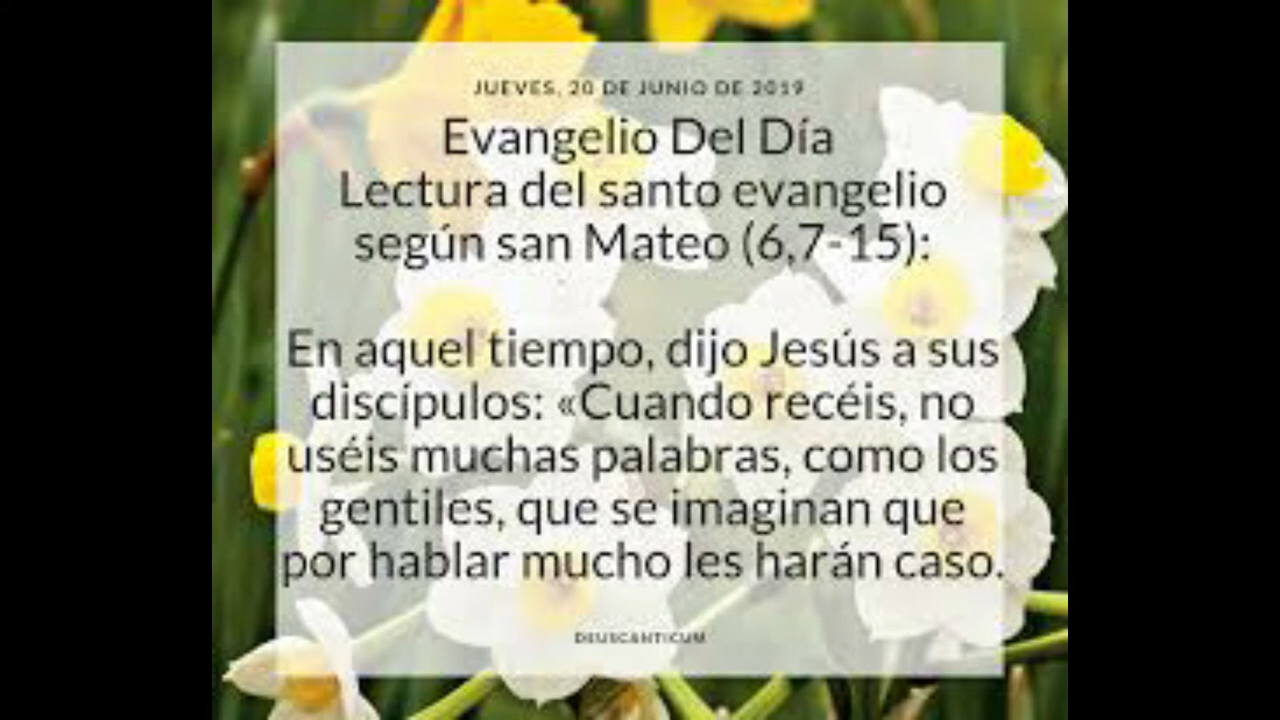 JUEVES, 20 DE JUNIO DE 2019
Evangelio Del Día
Lectura del santo evangelio
según san Mateo (6,7-15):
En aquel tiempo, dijo Jesús a sus
discípulos: «Cuando recéis, no
uséis muchas palabras, como los
gentiles, que se imaginan que
por hablar mucho les harán caso.
DEUSCANTICUM